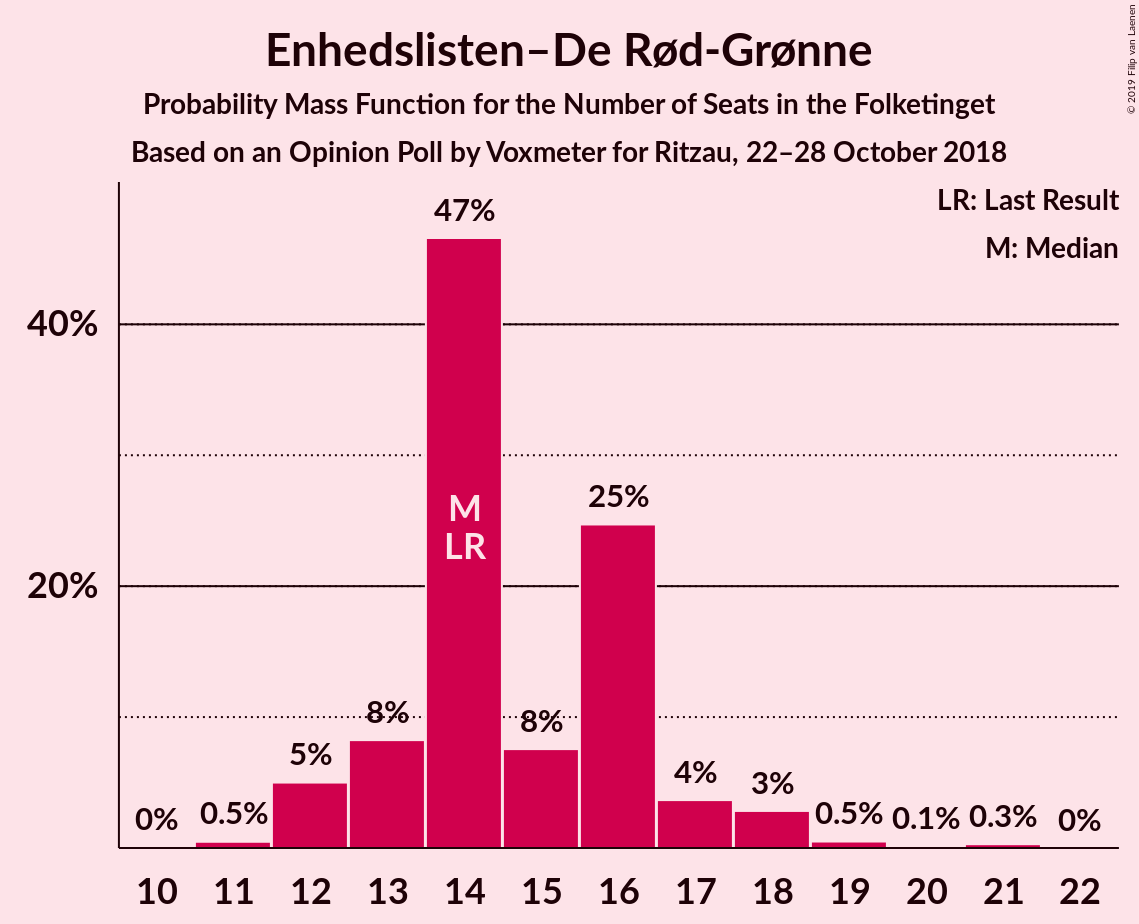 Enhedslisten–De Rød-Grønne
Probability Mass Function for the Number of Seats in the Folketinget
Based on an Opinion Poll by Voxmeter for Ritzau, 22–28 October 2018
© 2019 Filip van Laenen
LR: Last Result
M: Median
40%
20%
0%
0.5%
5%
8%
47%
M
LR
8%
25%
4%
3%
0.5%
0.1%
0.3%
0%
10 11 12 13 14 15 16 17 18 19 20 21 22